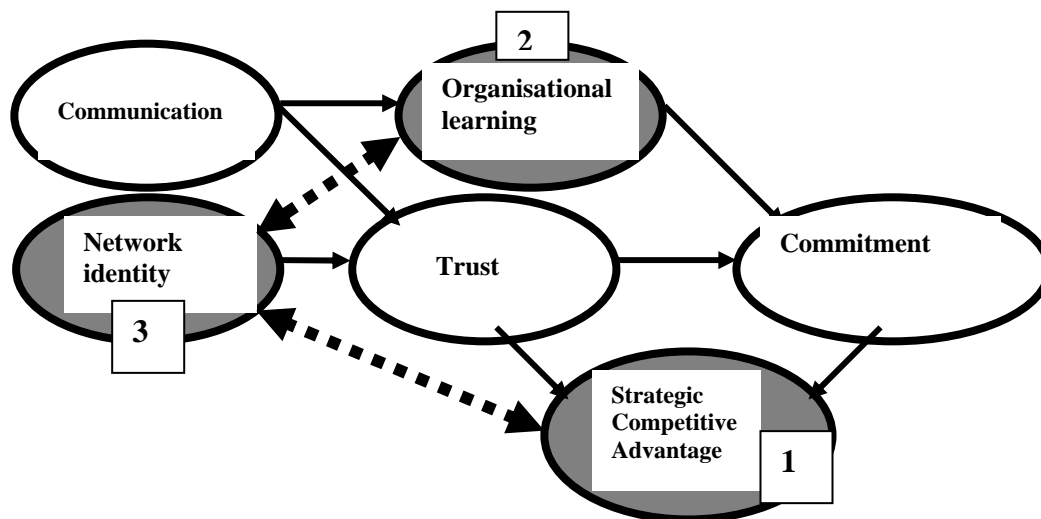 2
Organisational
learning
Communication
Network
identity
3
Trust
Commitment
Strategic
Competitive
Advantage
1